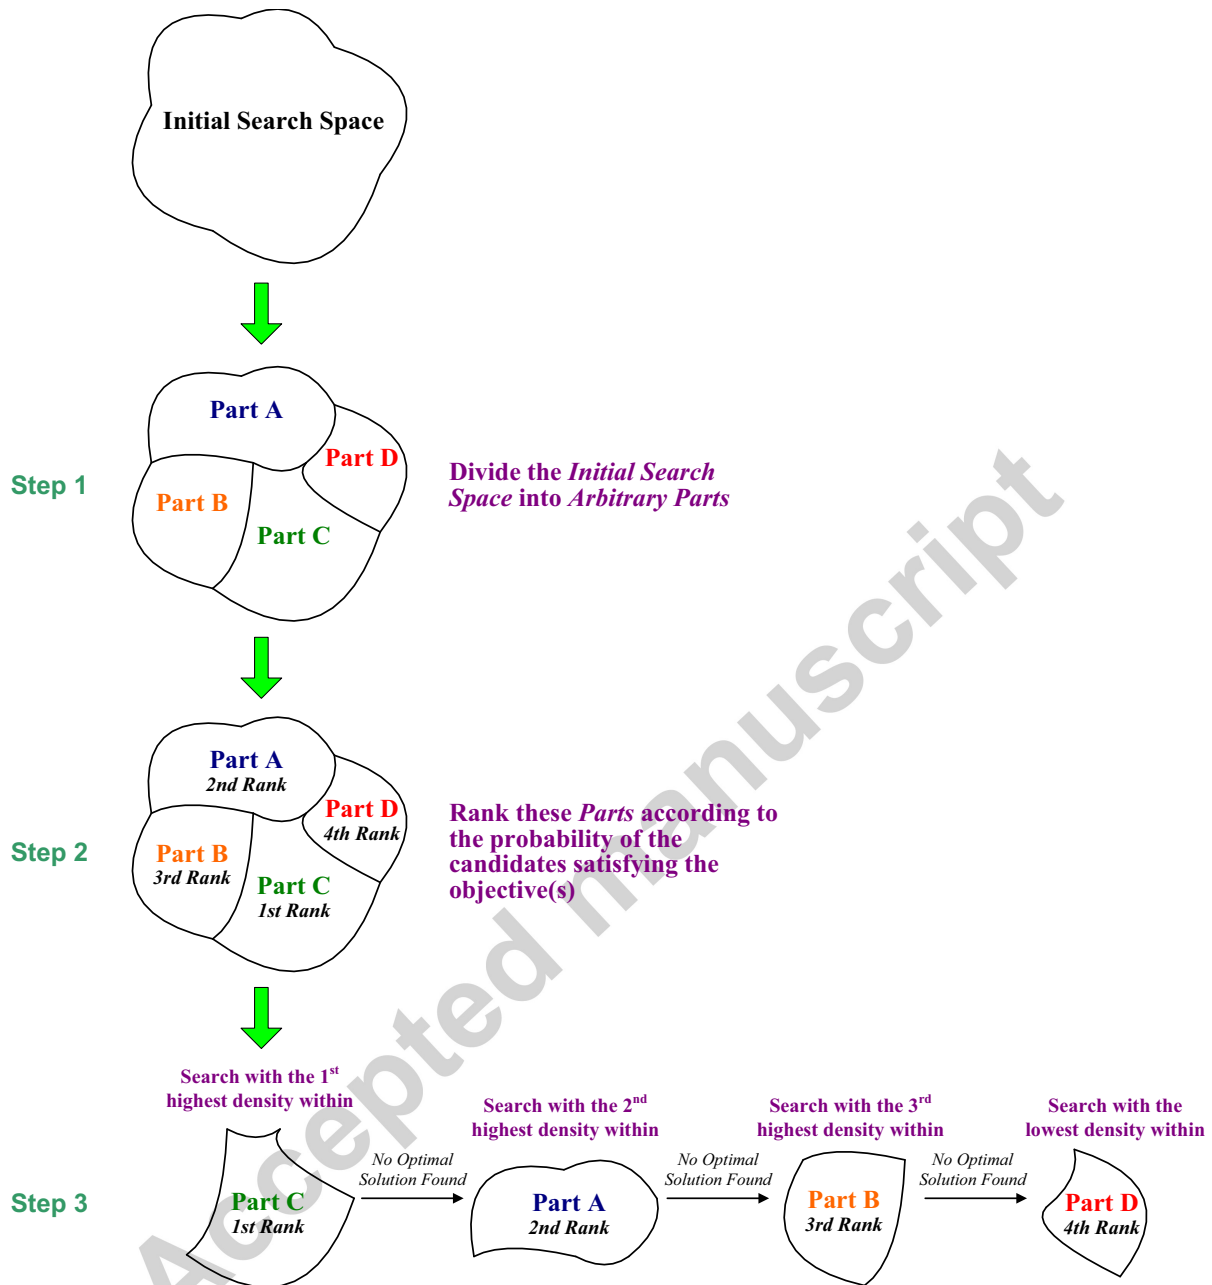 Initial Search Space
Part A
Part D
Step 1
Part B
Part C
Divide the Initial Search
Space into Arbitrary Parts
Part A
2nd Rank
Part D
4th Rank
Step 2
Part B
3rd Rank
Part C
1st Rank
Rank these Parts according to
the probability of the
candidates satisfying the
objective(s)
Search with the 1st
highest density within
Search with the 2nd
highest density within
Search with the 3rd
highest density within
Search with the
lowest density within
Step 3
Part C
1st Rank
No Optimal
Solution Found
Part A
2nd Rank
No Optimal
Solution Found
Part B
3rd Rank
No Optimal
Solution Found
Part D
4th Rank
Accepted manuscript